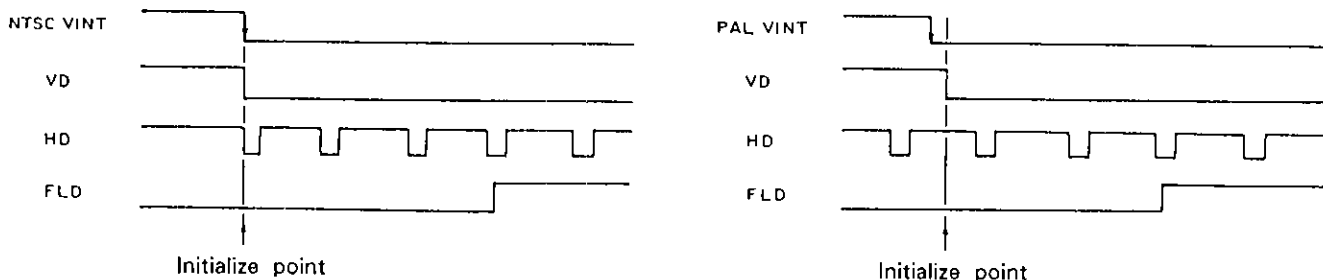 NTSC VINT
VD
HD
FLD
Initialize point
PAL VINT
VD
HD
FLD
Initialize point